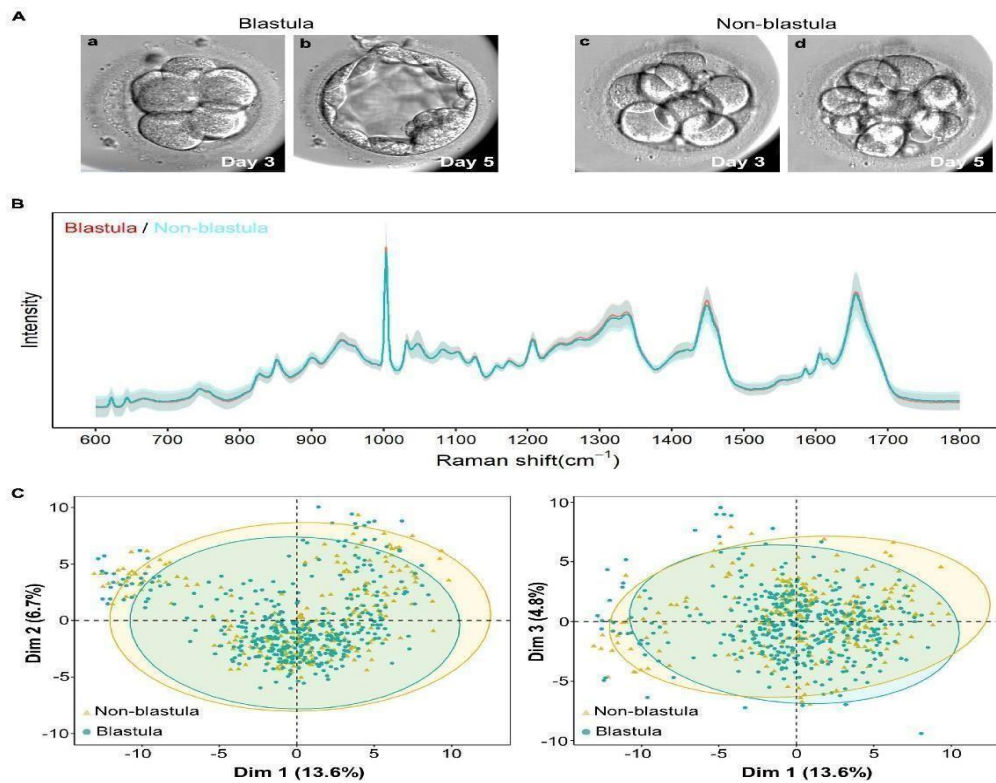 A
Blastula
Non-blastula
a
b
c
d
Day 3
Day 5
Day 3
Day 5
B
Blastula / Non-blastula
Intensity
600 700 800 900 1000 1100 1200 1300 1400 1500 1600 1700 1800
Raman shift(cm⁻¹)
C
10
5
0
-5
-10
Dim 2 (6.7%)
Non-blastula
Blastula
-10 -5 0 5 10
Dim 1 (13.6%)
10
5
0
-5
-10
Dim 3 (4.8%)
Non-blastula
Blastula
-10 -5 0 5 10
Dim 1 (13.6%)